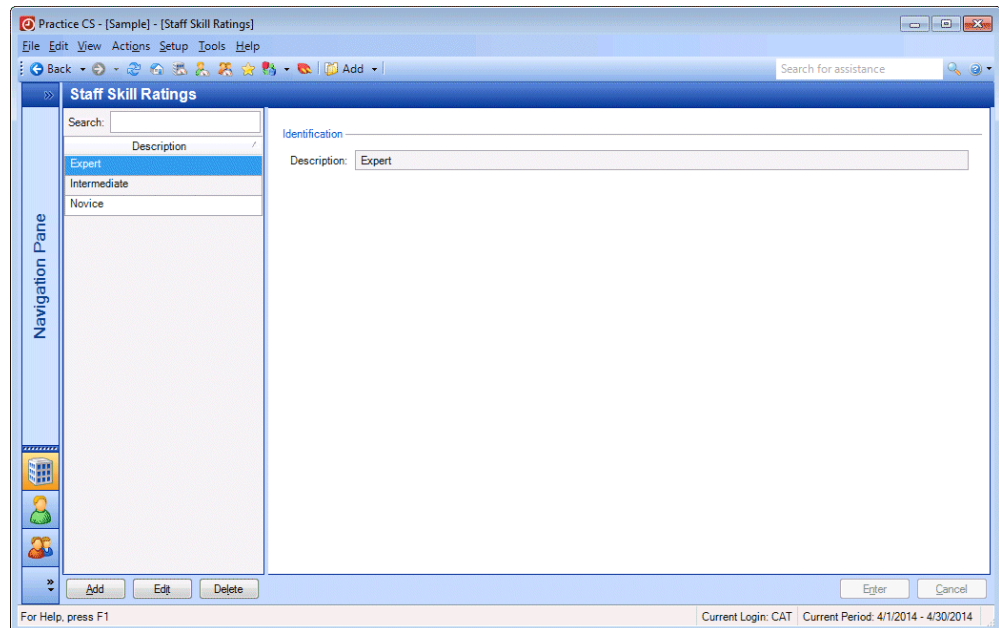 Practice CS - [Sample] - [Staff Skill Ratings]
File Edit View Actions Setup Tools Help
Back Add Search for assistance
Staff Skill Ratings
Search:
Description
Expert
Intermediate
Novice
Identification
Description: Expert
Navigation Pane
Add Edit Delete Enter Cancel
For Help, press F1 Current Login: CAT Current Period: 4/1/2014 - 4/30/2014